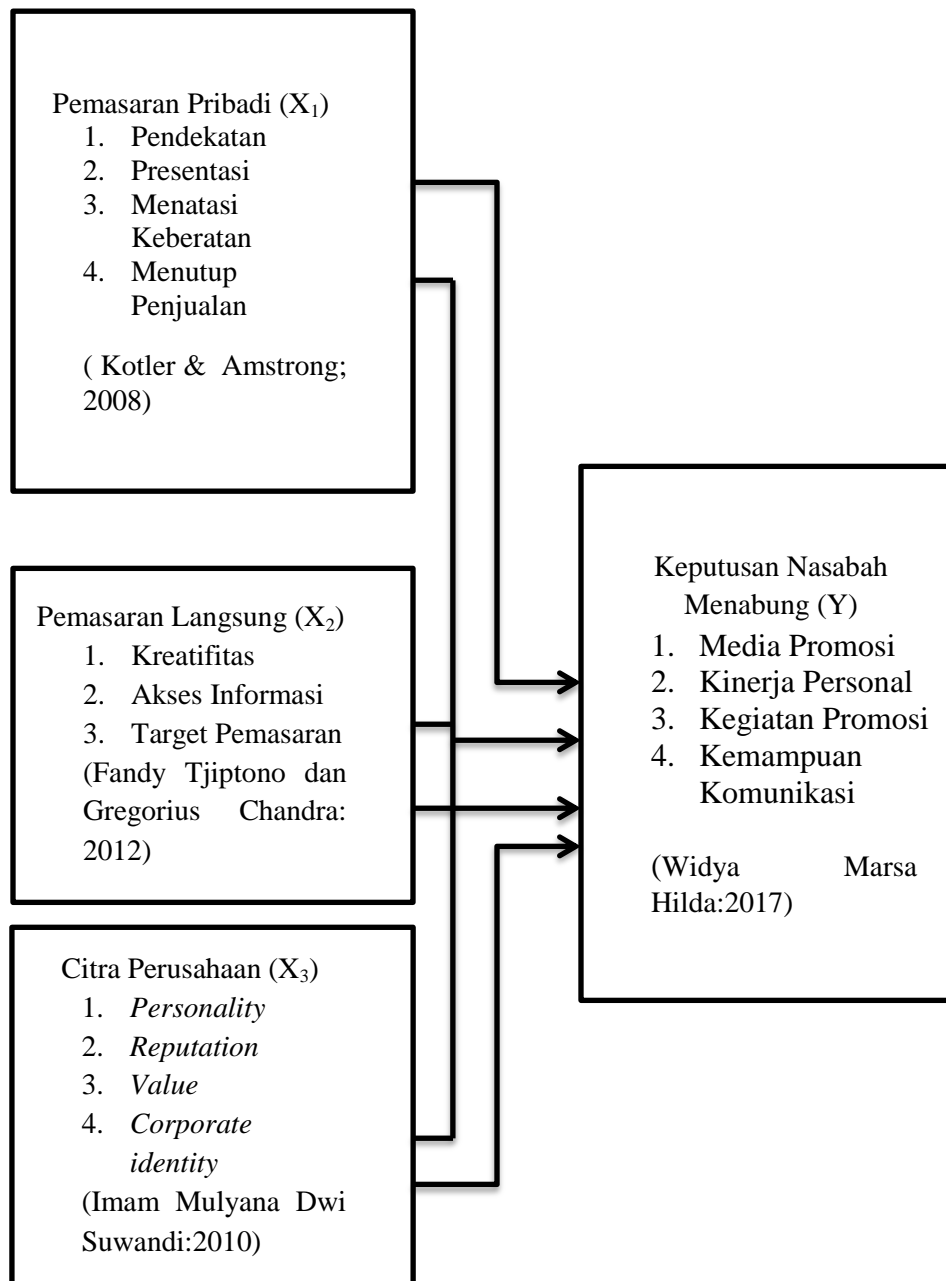 Pemasaran Pribadi (X₁)
1. Pendekatan
2. Presentasi
3. Menatasi
Keberatan
4. Menutup
Penjualan
( Kotler & Amstrong;
2008)
Pemasaran Langsung (X₂)
1. Kreatifitas
2. Akses Informasi
3. Target Pemasaran
(Fandy Tjiptono dan
Gregorius Chandra:
2012)
Citra Perusahaan (X₃)
1. Personality
2. Reputation
3. Value
4. Corporate
identity
(Imam Mulyana Dwi
Suwandi:2010)
Keputusan Nasabah
Menabung (Y)
1. Media Promosi
2. Kinerja Personal
3. Kegiatan Promosi
4. Kemampuan
Komunikasi
(Widya Marsa
Hilda:2017)